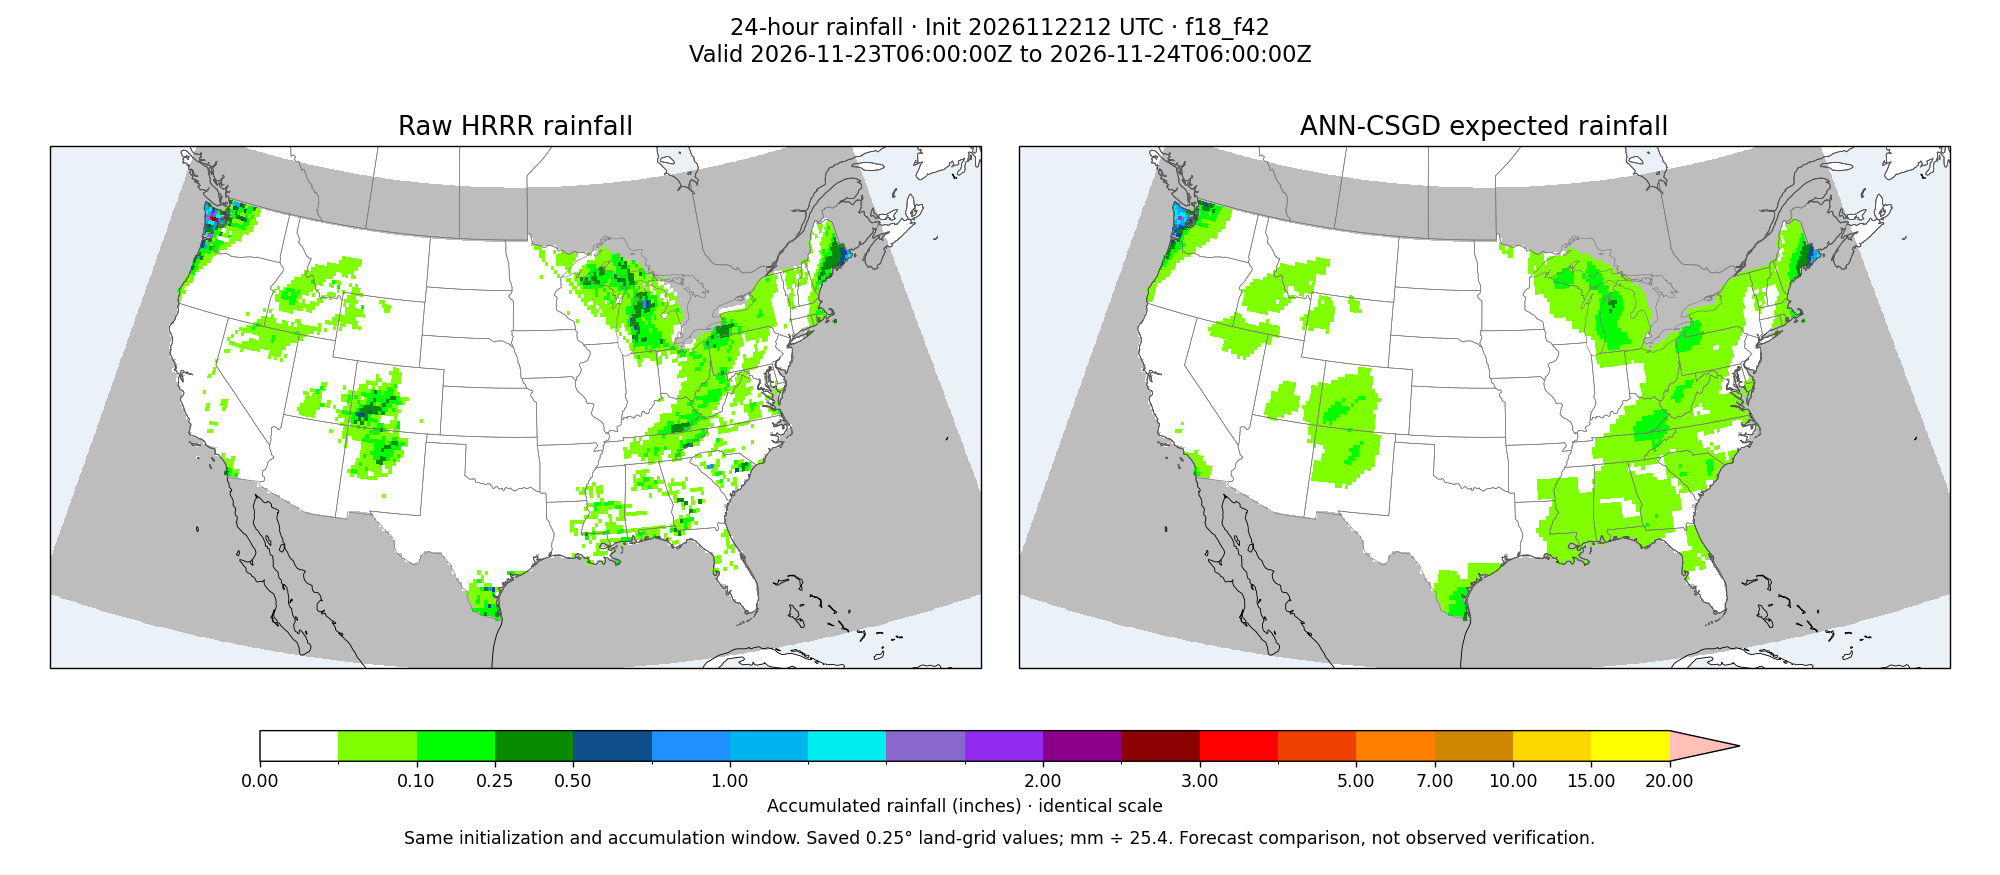 24-hour rainfall · Init 2026112212 UTC · f18_f42
Valid 2026-11-23T06:00:00Z to 2026-11-24T06:00:00Z
Raw HRRR rainfall
ANN-CSGD expected rainfall
0.00 0.10 0.25 0.50 1.00 2.00 3.00 5.00 7.00 10.00 15.00 20.00
Accumulated rainfall (inches) · identical scale
Same initialization and accumulation window. Saved 0.25° land-grid values; mm ÷ 25.4. Forecast comparison, not observed verification.